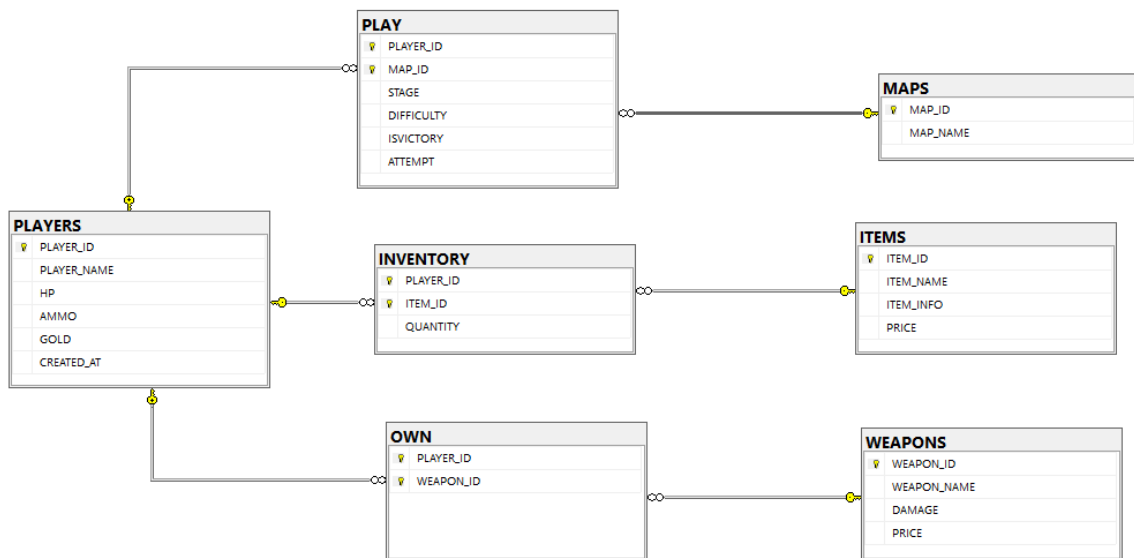 PLAY
PLAYER_ID
MAP_ID
STAGE
DIFFICULTY
ISVICTORY
ATTEMPT
MAPS
MAP_ID
MAP_NAME
PLAYERS
PLAYER_ID
PLAYER_NAME
HP
AMMO
GOLD
CREATED_AT
INVENTORY
PLAYER_ID
ITEM_ID
QUANTITY
ITEMS
ITEM_ID
ITEM_NAME
ITEM_INFO
PRICE
OWN
PLAYER_ID
WEAPON_ID
WEAPONS
WEAPON_ID
WEAPON_NAME
DAMAGE
PRICE